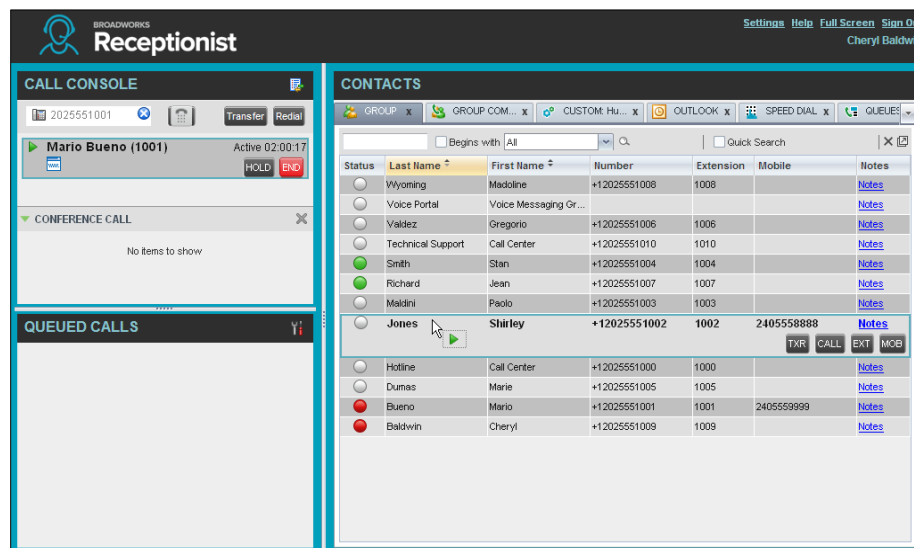 BROADWORKS
Receptionist
Settings Help Full Screen Sign O
Cheryl Baldw
CALL CONSOLE
2025551001
Transfer Redial
Mario Bueno (1001) Active 02:00:17
HOLD END
CONFERENCE CALL
No items to show
QUEUED CALLS
CONTACTS
GROUP x GROUP COM... x CUSTOM: Hu... x OUTLOOK x SPEED DIAL x QUEUES
Begins with All Quick Search
Status Last Name First Name Number Extension Mobile Notes
Wyoming Madoline +12025551008 1008 Notes
Voice Portal Voice Messaging Gr... Notes
Valdez Gregorio +12025551006 1006 Notes
Technical Support Call Center +12025551010 1010 Notes
Smith Stan +12025551004 1004 Notes
Richard Jean +12025551007 1007 Notes
Maldini Paolo +12025551003 1003 Notes
Jones Shirley +12025551002 1002 2405558888 Notes
TXR CALL EXT MOB
Hotline Call Center +12025551000 1000 Notes
Dumas Marie +12025551005 1005 Notes
Bueno Mario +12025551001 1001 2405559999 Notes
Baldwin Cheryl +12025551009 1009 Notes